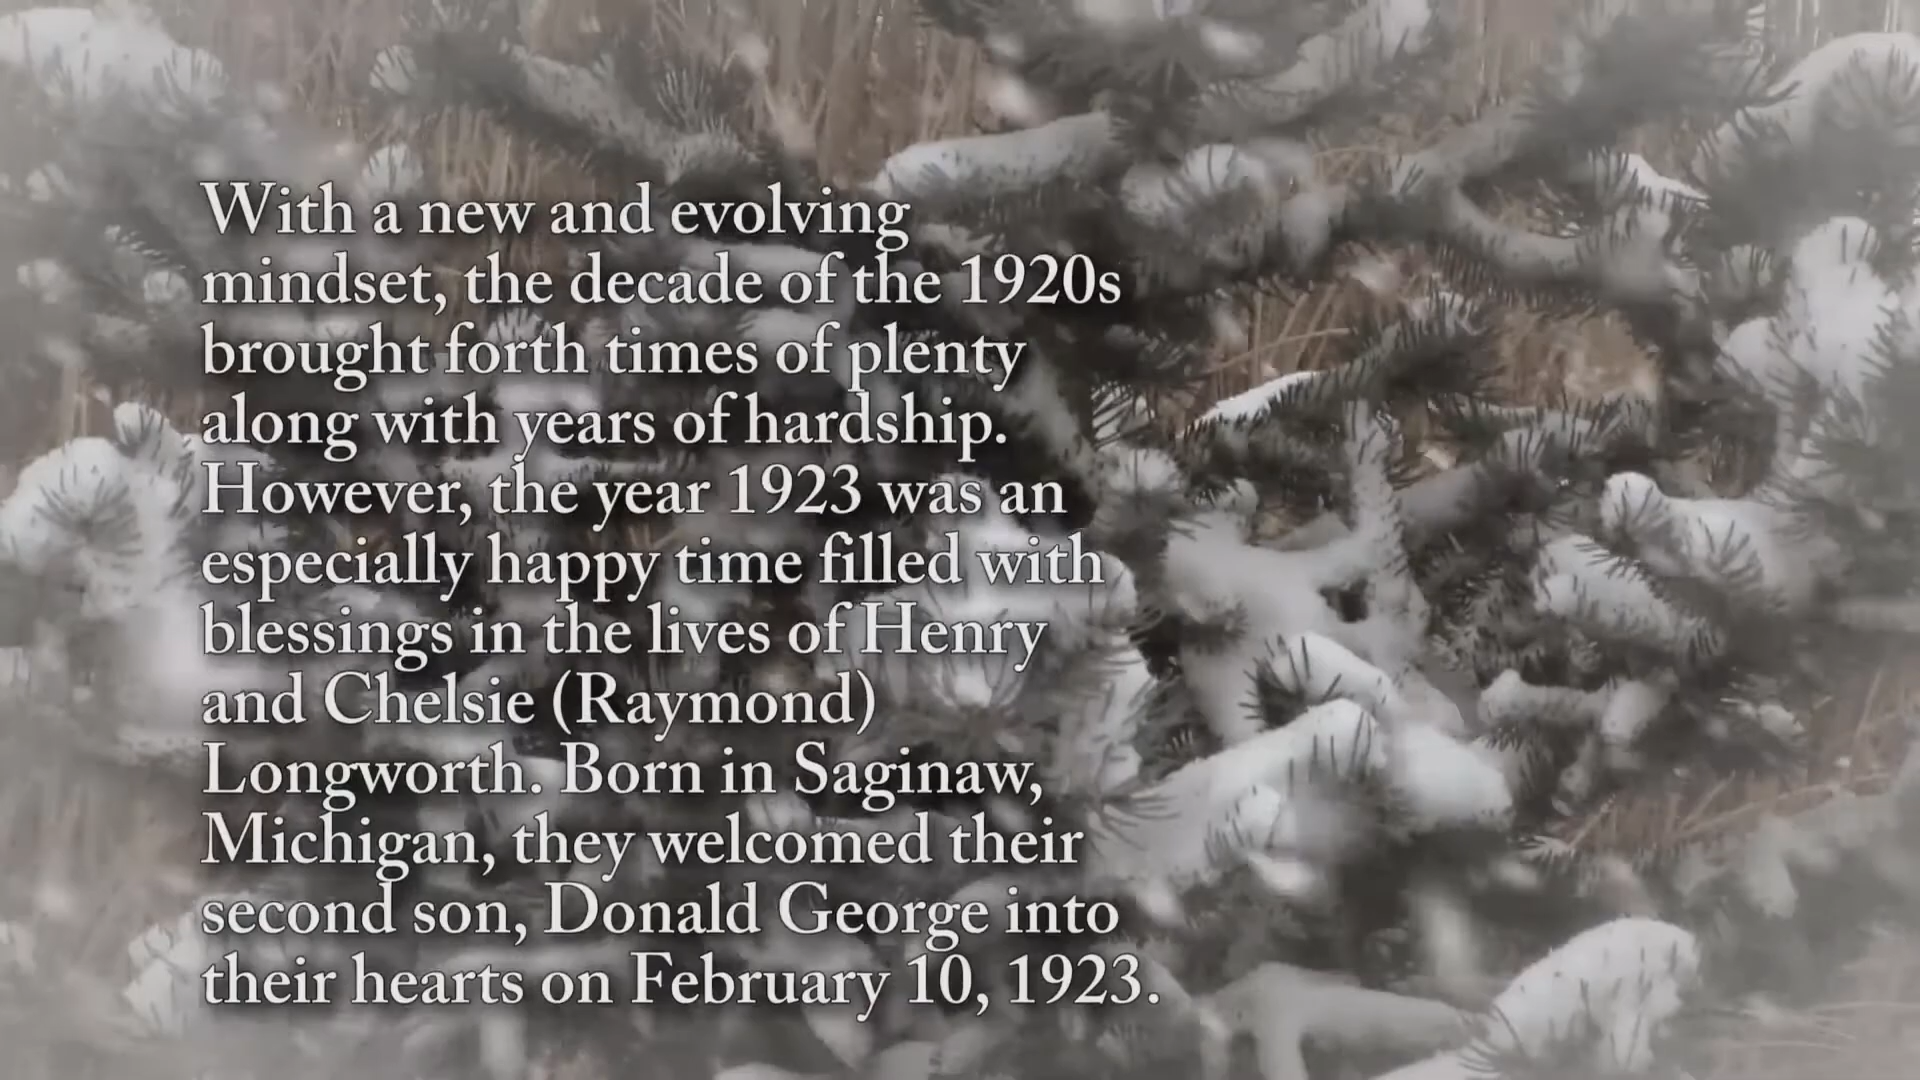 With a new and evolving
mindset, the decade of the 1920s
brought forth times of plenty
along with years of hardship.
However, the year 1923 was an
especially happy time filled with
blessings in the lives of Henry
and Chelsie (Raymond)
Longworth. Born in Saginaw,
Michigan, they welcomed their
second son, Donald George into
their hearts on February 10, 1923.